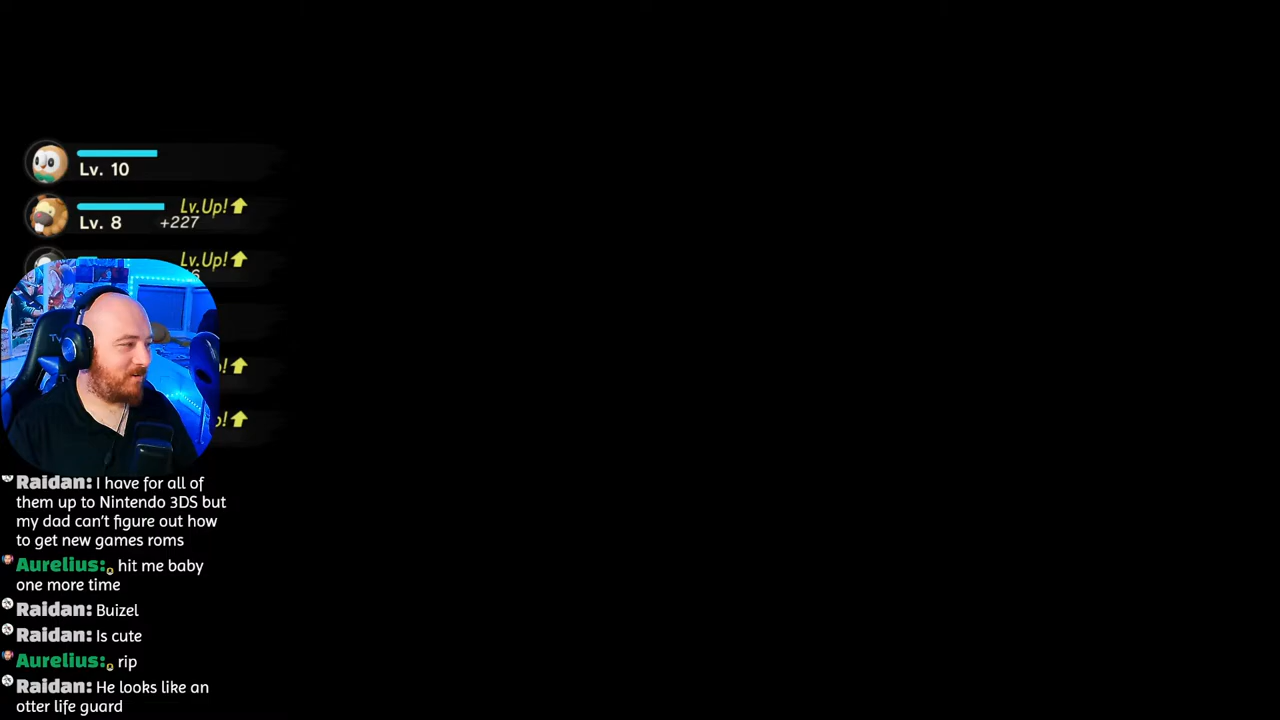 Lv. 10
Lv.Up!
Lv. 8 +227
Lv.Up!
6
Raidan: I have for all of
them up to Nintendo 3DS but
my dad can't figure out how
to get new games roms
Aurelius: hit me baby
one more time
Raidan: Buizel
Raidan: Is cute
Aurelius: rip
Raidan: He looks like an
otter life guard